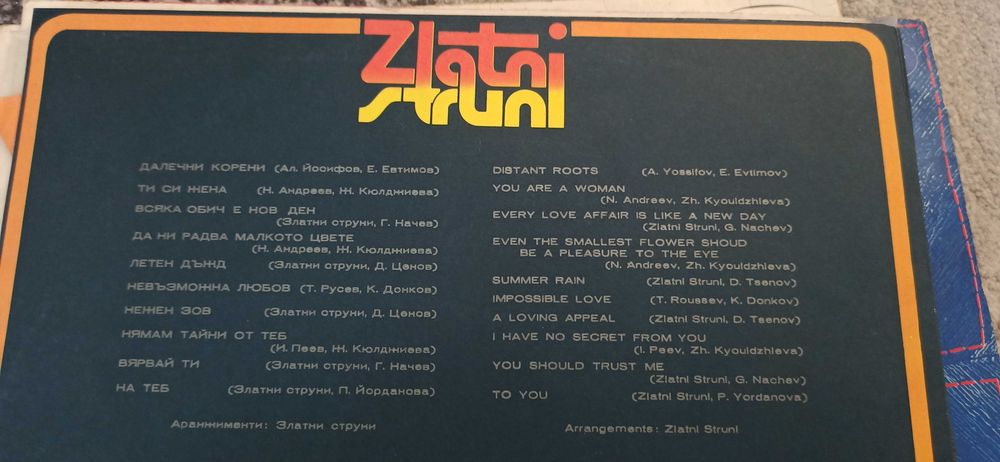 Zlatni
struni
ДАЛЕЧНИ КОРЕНИ (Ал. Йосифов, Е. Евтимов)
ТИ СИ ЖЕНА (Н. Андреев, Ж. Кюлджиева)
ВСЯКА ОБИЧ Е НОВ ДЕН
(Златни струни, Г. Начев)
ДА НИ РАДВА МАЛКОТО ЦВЕТЕ
(Н. Андреев, Ж. Кюлджиева)
ЛЕТЕН ДЪЖД (Златни струни, Д. Ценов)
НЕВЪЗМОЖНА ЛЮБОВ (Т. Русев, К. Донков)
НЕЖЕН ЗОВ (Златни струни, Д. Ценов)
НЯМАМ ТАЙНИ ОТ ТЕБ
(И. Пеев, Ж. Кюлджиева)
ВЯРВАЙ ТИ (Златни струни, Г. Начев)
НА ТЕБ (Златни струни, П. Йорданова)
Аранжименти: Златни струни
DISTANT ROOTS (A. Yossifov, E. Evtimov)
YOU ARE A WOMAN
(N. Andreev, Zh. Kyouldzhieva)
EVERY LOVE AFFAIR IS LIKE A NEW DAY
(Zlatni Struni, G. Nachev)
EVEN THE SMALLEST FLOWER SHOUD
BE A PLEASURE TO THE EYE
(N. Andreev, Zh. Kyouldzhieva)
SUMMER RAIN (Zlatni Struni, D. Tsenov)
IMPOSSIBLE LOVE (T. Roussev, K. Donkov)
A LOVING APPEAL (Zlatni Struni, D. Tsenov)
I HAVE NO SECRET FROM YOU
(I. Peev, Zh. Kyouldzhieva)
YOU SHOULD TRUST ME
(Zlatni Struni, G. Nachev)
TO YOU (Zlatni Struni, P. Yordanova)
Arrangements: Zlatni Struni